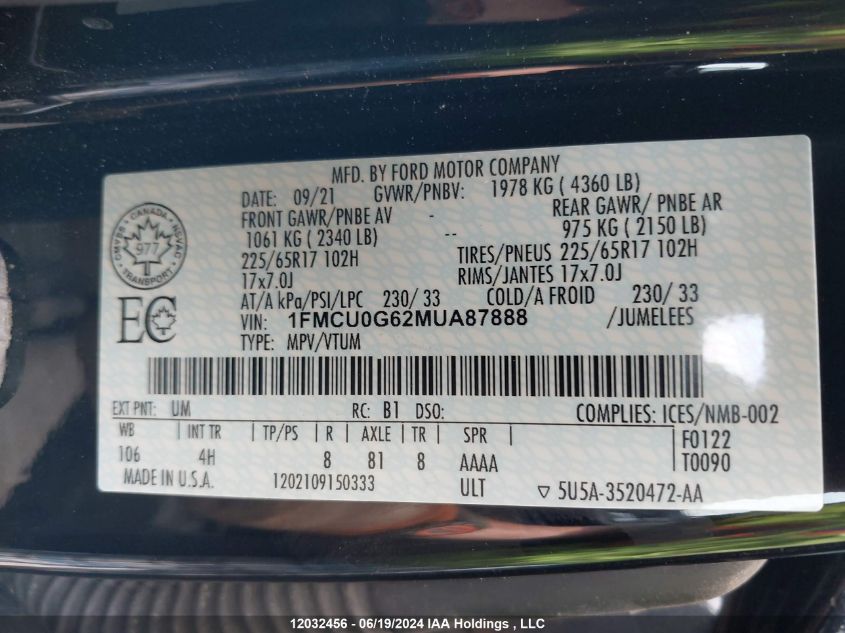 MFD. BY FORD MOTOR COMPANY
DATE: 09/21 GVWR/PNBV: 1978 KG ( 4360 LB)
FRONT GAWR/PNBE AV - REAR GAWR/ PNBE AR
1061 KG ( 2340 LB) -- 975 KG ( 2150 LB)
225/65R17 102H TIRES/PNEUS 225/65R17 102H
17x7.0J RIMS/JANTES 17x7.0J
AT/A kPa/PSI/LPC 230/ 33 COLD/A FROID 230/ 33
VIN: 1FMCU0G62MUA87888 /JUMELEES
TYPE: MPV/VTUM
CANADA
CMVSS 977 NSVAC
TRANSPORT
EC
EXT PNT: UM RC: B1 DSO: COMPLIES: ICES/NMB-002
WB INT TR TP/PS R AXLE TR SPR F0122
106 4H 8 81 8 AAAA T0090
MADE IN U.S.A. 1202109150333 ULT ▽ 5U5A-3520472-AA
12032456 - 06/19/2024 IAA Holdings , LLC